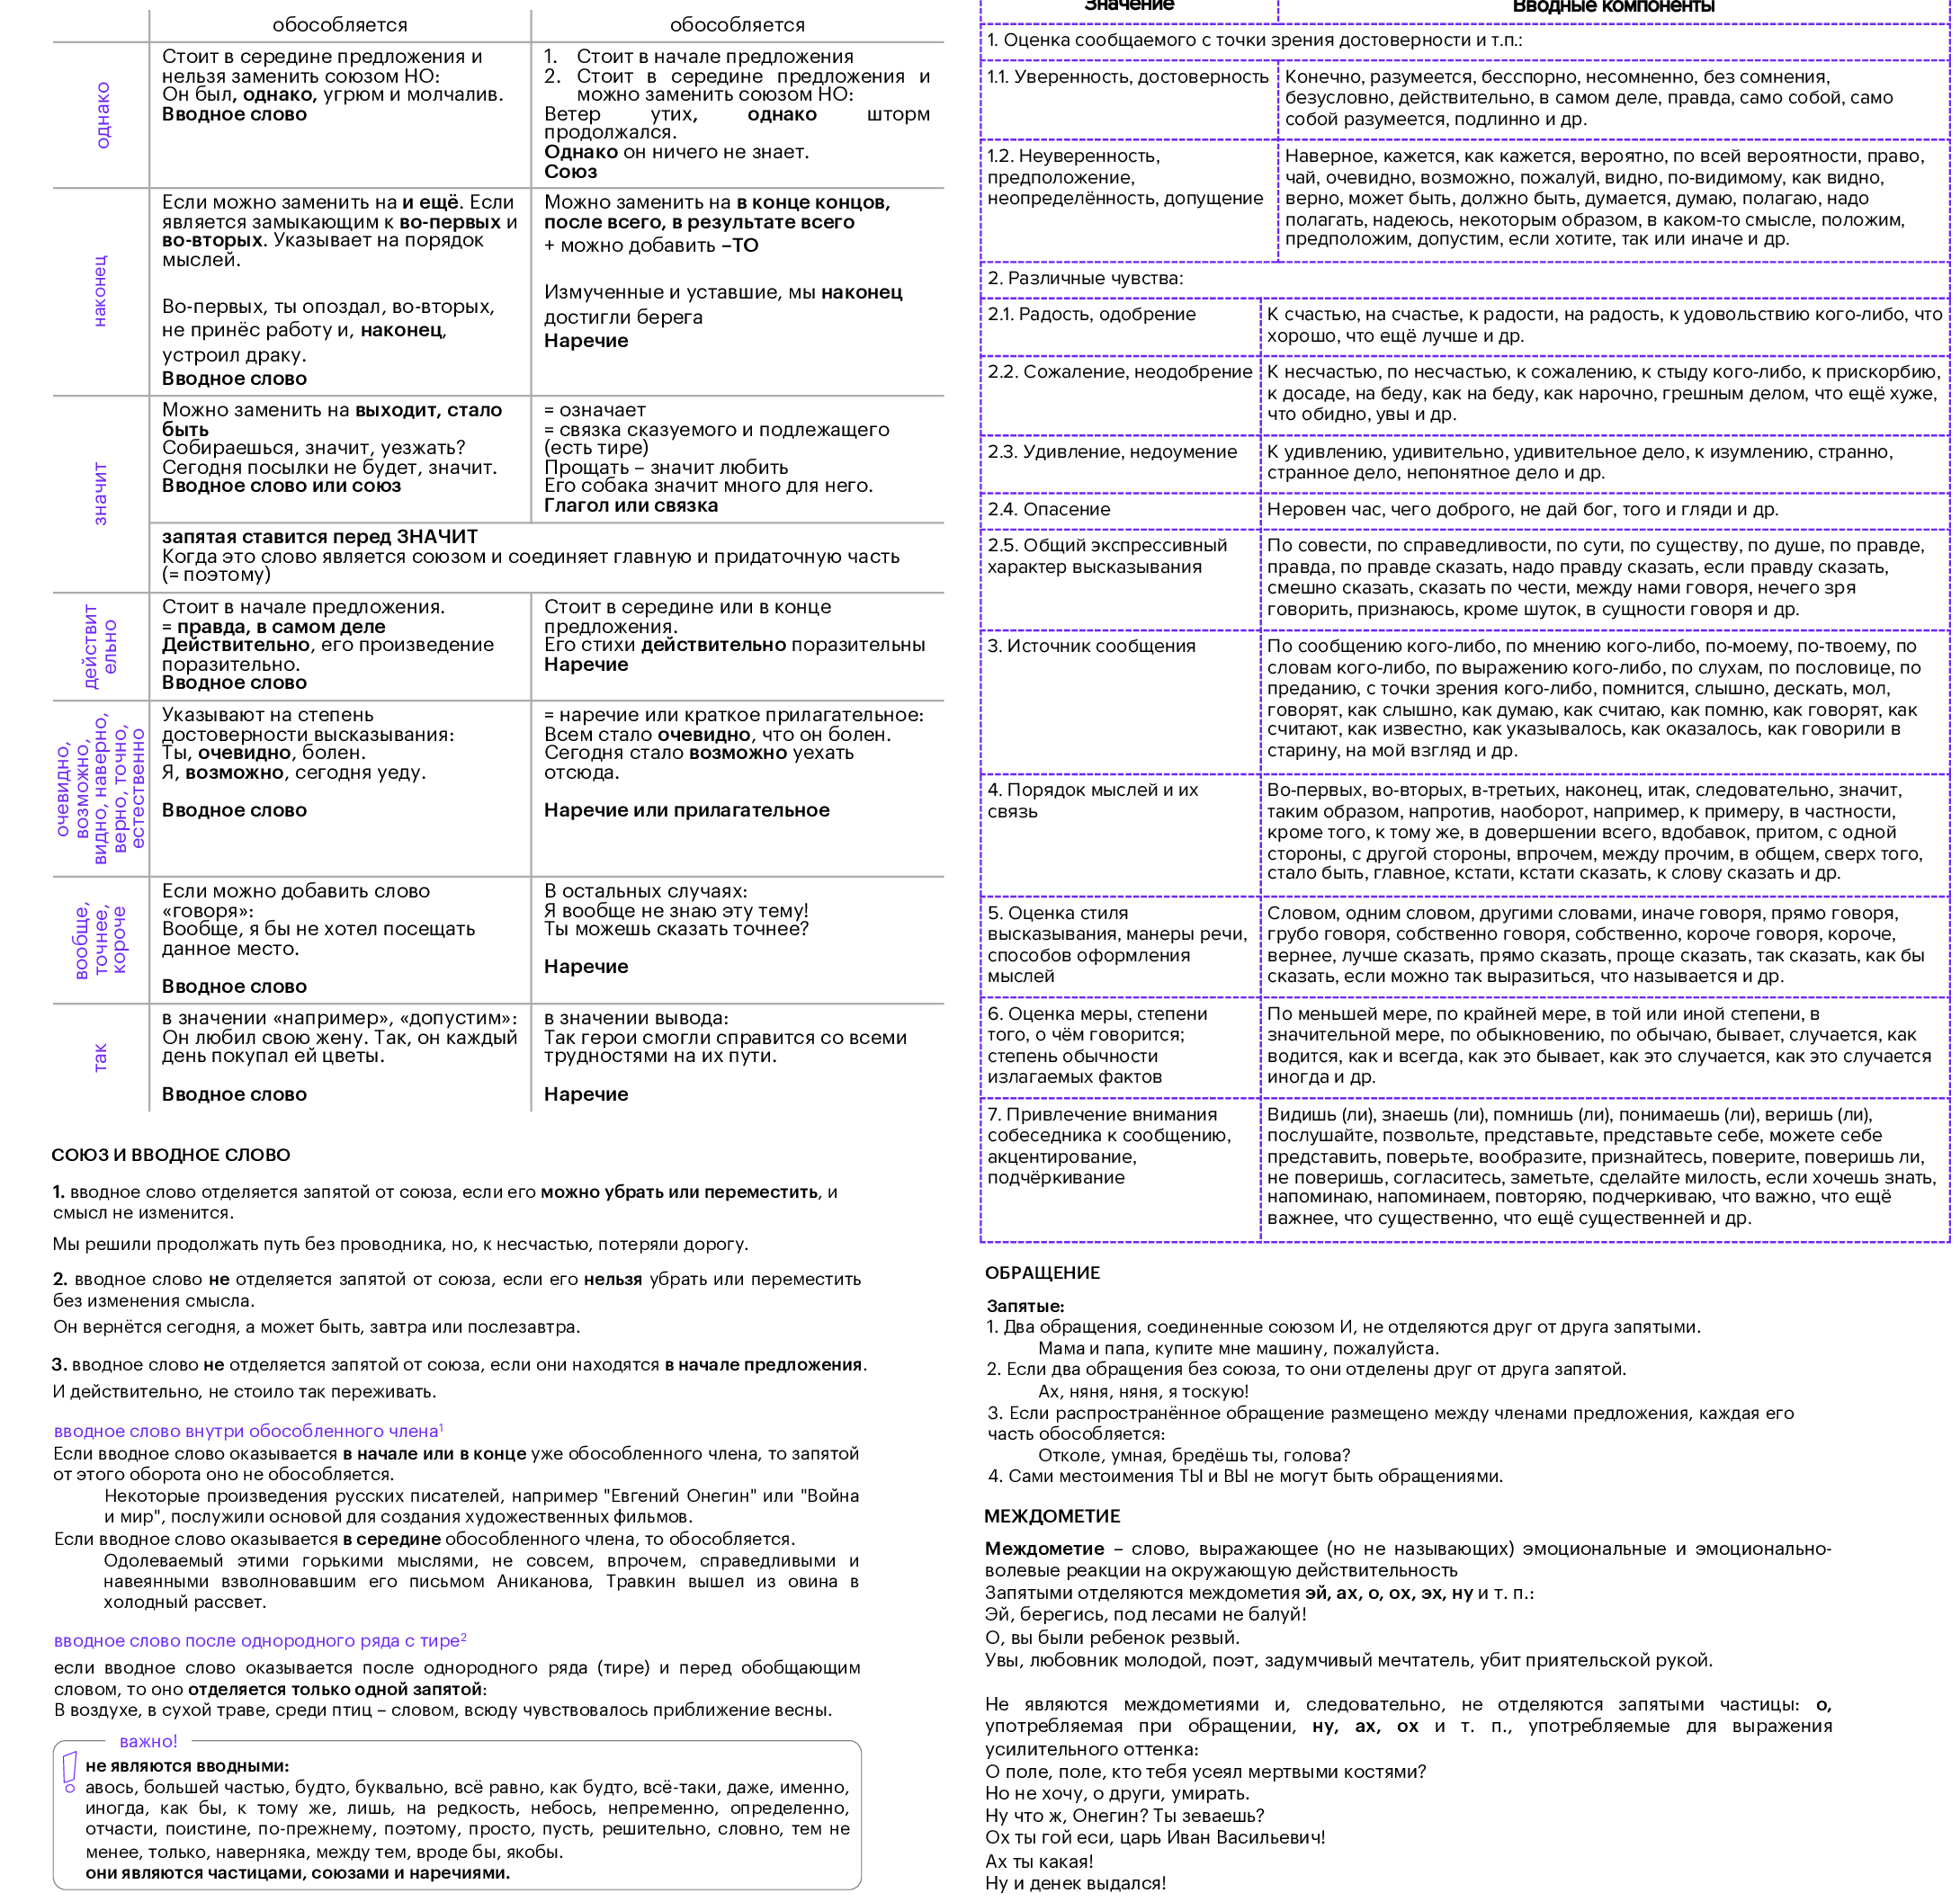 обособляется
обособляется
однако
Стоит в середине предложения и
нельзя заменить союзом НО:
Он был, однако, угрюм и молчалив.
Вводное слово
1. Стоит в начале предложения
2. Стоит в середине предложения и
можно заменить союзом НО:
Ветер утих, однако шторм
продолжался.
Однако он ничего не знает.
Союз
наконец
Если можно заменить на и ещё. Если
является замыкающим к во-первых и
во-вторых. Указывает на порядок
мыслей.
Во-первых, ты опоздал, во-вторых,
не принёс работу и, наконец,
устроил драку.
Вводное слово
Можно заменить на в конце концов,
после всего, в результате всего
+ можно добавить –ТО
Измученные и уставшие, мы наконец
достигли берега
Наречие
значит
Можно заменить на выходит, стало
быть
Собираешься, значит, уезжать?
Сегодня посылки не будет, значит.
Вводное слово или союз
= означает
= связка сказуемого и подлежащего
(есть тире)
Прощать – значит любить
Его собака значит много для него.
Глагол или связка
запятая ставится перед ЗНАЧИТ
Когда это слово является союзом и соединяет главную и придаточную часть
(= поэтому)
действит
ельно
Стоит в начале предложения.
= правда, в самом деле
Действительно, его произведение
поразительно.
Вводное слово
Стоит в середине или в конце
предложения.
Его стихи действительно поразительны
Наречие
очевидно,
возможно,
видно, наверно,
верно, точно,
естественно
Указывают на степень
достоверности высказывания:
Ты, очевидно, болен.
Я, возможно, сегодня уеду.
Вводное слово
= наречие или краткое прилагательное:
Всем стало очевидно, что он болен.
Сегодня стало возможно уехать
отсюда.
Наречие или прилагательное
вообще,
точнее,
короче
Если можно добавить слово
«говоря»:
Вообще, я бы не хотел посещать
данное место.
Вводное слово
В остальных случаях:
Я вообще не знаю эту тему!
Ты можешь сказать точнее?
Наречие
так
в значении «например», «допустим»:
Он любил свою жену. Так, он каждый
день покупал ей цветы.
Вводное слово
в значении вывода:
Так герои смогли справится со всеми
трудностями на их пути.
Наречие
СОЮЗ И ВВОДНОЕ СЛОВО
1. вводное слово отделяется запятой от союза, если его можно убрать или переместить, и
смысл не изменится.
Мы решили продолжать путь без проводника, но, к несчастью, потеряли дорогу.
2. вводное слово не отделяется запятой от союза, если его нельзя убрать или переместить
без изменения смысла.
Он вернётся сегодня, а может быть, завтра или послезавтра.
3. вводное слово не отделяется запятой от союза, если они находятся в начале предложения.
И действительно, не стоило так переживать.
вводное слово внутри обособленного члена¹
Если вводное слово оказывается в начале или в конце уже обособленного члена, то запятой
от этого оборота оно не обособляется.
Некоторые произведения русских писателей, например "Евгений Онегин" или "Война
и мир", послужили основой для создания художественных фильмов.
Если вводное слово оказывается в середине обособленного члена, то обособляется.
Одолеваемый этими горькими мыслями, не совсем, впрочем, справедливыми и
навеянными взволновавшим его письмом Аниканова, Травкин вышел из овина в
холодный рассвет.
вводное слово после однородного ряда с тире²
если вводное слово оказывается после однородного ряда (тире) и перед обобщающим
словом, то оно отделяется только одной запятой:
В воздухе, в сухой траве, среди птиц – словом, всюду чувствовалось приближение весны.
важно!
не являются вводными:
авось, большей частью, будто, буквально, всё равно, как будто, всё-таки, даже, именно,
иногда, как бы, к тому же, лишь, на редкость, небось, непременно, определенно,
отчасти, поистине, по-прежнему, поэтому, просто, пусть, решительно, словно, тем не
менее, только, наверняка, между тем, вроде бы, якобы.
они являются частицами, союзами и наречиями.
Значение
Вводные компоненты
1. Оценка сообщаемого с точки зрения достоверности и т.п.:
1.1. Уверенность, достоверность
Конечно, разумеется, бесспорно, несомненно, без сомнения,
безусловно, действительно, в самом деле, правда, само собой, само
собой разумеется, подлинно и др.
1.2. Неуверенность,
предположение,
неопределённость, допущение
Наверное, кажется, как кажется, вероятно, по всей вероятности, право,
чай, очевидно, возможно, пожалуй, видно, по-видимому, как видно,
верно, может быть, должно быть, думается, думаю, полагаю, надо
полагать, надеюсь, некоторым образом, в каком-то смысле, положим,
предположим, допустим, если хотите, так или иначе и др.
2. Различные чувства:
2.1. Радость, одобрение
К счастью, на счастье, к радости, на радость, к удовольствию кого-либо, что
хорошо, что ещё лучше и др.
2.2. Сожаление, неодобрение
К несчастью, по несчастью, к сожалению, к стыду кого-либо, к прискорбию,
к досаде, на беду, как на беду, как нарочно, грешным делом, что ещё хуже,
что обидно, увы и др.
2.3. Удивление, недоумение
К удивлению, удивительно, удивительное дело, к изумлению, странно,
странное дело, непонятное дело и др.
2.4. Опасение
Неровен час, чего доброго, не дай бог, того и гляди и др.
2.5. Общий экспрессивный
характер высказывания
По совести, по справедливости, по сути, по существу, по душе, по правде,
правда, по правде сказать, надо правду сказать, если правду сказать,
смешно сказать, сказать по чести, между нами говоря, нечего зря
говорить, признаюсь, кроме шуток, в сущности говоря и др.
3. Источник сообщения
По сообщению кого-либо, по мнению кого-либо, по-моему, по-твоему, по
словам кого-либо, по выражению кого-либо, по слухам, по пословице, по
преданию, с точки зрения кого-либо, помнится, слышно, дескать, мол,
говорят, как слышно, как думаю, как считаю, как помню, как говорят, как
считают, как известно, как указывалось, как оказалось, как говорили в
старину, на мой взгляд и др.
4. Порядок мыслей и их
связь
Во-первых, во-вторых, в-третьих, наконец, итак, следовательно, значит,
таким образом, напротив, наоборот, например, к примеру, в частности,
кроме того, к тому же, в довершении всего, вдобавок, притом, с одной
стороны, с другой стороны, впрочем, между прочим, в общем, сверх того,
стало быть, главное, кстати, кстати сказать, к слову сказать и др.
5. Оценка стиля
высказывания, манеры речи,
способов оформления
мыслей
Словом, одним словом, другими словами, иначе говоря, прямо говоря,
грубо говоря, собственно говоря, собственно, короче говоря, короче,
вернее, лучше сказать, прямо сказать, проще сказать, так сказать, как бы
сказать, если можно так выразиться, что называется и др.
6. Оценка меры, степени
того, о чём говорится;
степень обычности
излагаемых фактов
По меньшей мере, по крайней мере, в той или иной степени, в
значительной мере, по обыкновению, по обычаю, бывает, случается, как
водится, как и всегда, как это бывает, как это случается, как это случается
иногда и др.
7. Привлечение внимания
собеседника к сообщению,
акцентирование,
подчёркивание
Видишь (ли), знаешь (ли), помнишь (ли), понимаешь (ли), веришь (ли),
послушайте, позвольте, представьте, представьте себе, можете себе
представить, поверьте, вообразите, признайтесь, поверите, поверишь ли,
не поверишь, согласитесь, заметьте, сделайте милость, если хочешь знать,
напоминаю, напоминаем, повторяю, подчеркиваю, что важно, что ещё
важнее, что существенно, что ещё существенней и др.
ОБРАЩЕНИЕ
Запятые:
1. Два обращения, соединенные союзом И, не отделяются друг от друга запятыми.
Мама и папа, купите мне машину, пожалуйста.
2. Если два обращения без союза, то они отделены друг от друга запятой.
Ах, няня, няня, я тоскую!
3. Если распространённое обращение размещено между членами предложения, каждая его
часть обособляется:
Отколе, умная, бредёшь ты, голова?
4. Сами местоимения ТЫ и ВЫ не могут быть обращениями.
МЕЖДОМЕТИЕ
Междометие – слово, выражающее (но не называющих) эмоциональные и эмоционально-
волевые реакции на окружающую действительность
Запятыми отделяются междометия эй, ах, о, ох, эх, ну и т. п.:
Эй, берегись, под лесами не балуй!
О, вы были ребенок резвый.
Увы, любовник молодой, поэт, задумчивый мечтатель, убит приятельской рукой.
Не являются междометиями и, следовательно, не отделяются запятыми частицы: о,
употребляемая при обращении, ну, ах, ох и т. п., употребляемые для выражения
усилительного оттенка:
О поле, поле, кто тебя усеял мертвыми костями?
Но не хочу, о други, умирать.
Ну что ж, Онегин? Ты зеваешь?
Ох ты гой еси, царь Иван Васильевич!
Ах ты какая!
Ну и денек выдался!